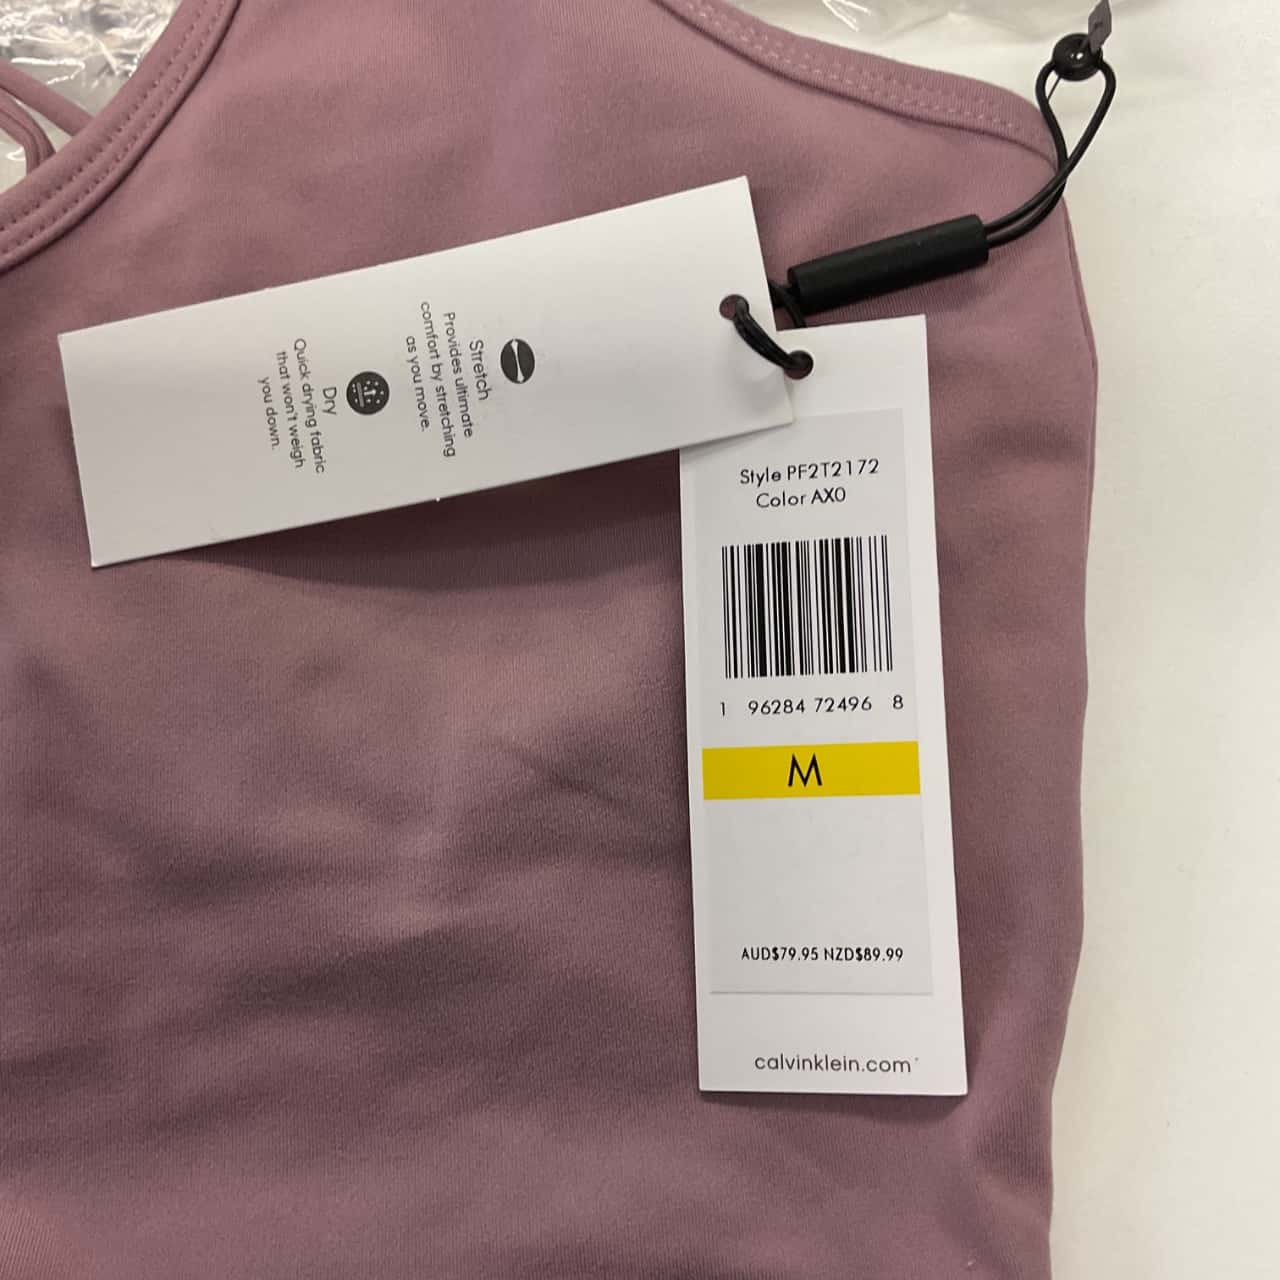 Stretch
Provides ultimate
comfort by stretching
as you move.
Dry
Quick drying fabric
that won't weigh
you down.
Style PF2T2172
Color AX0
1 96284 72496 8
M
AUD$79.95 NZD$89.99
calvinklein.com